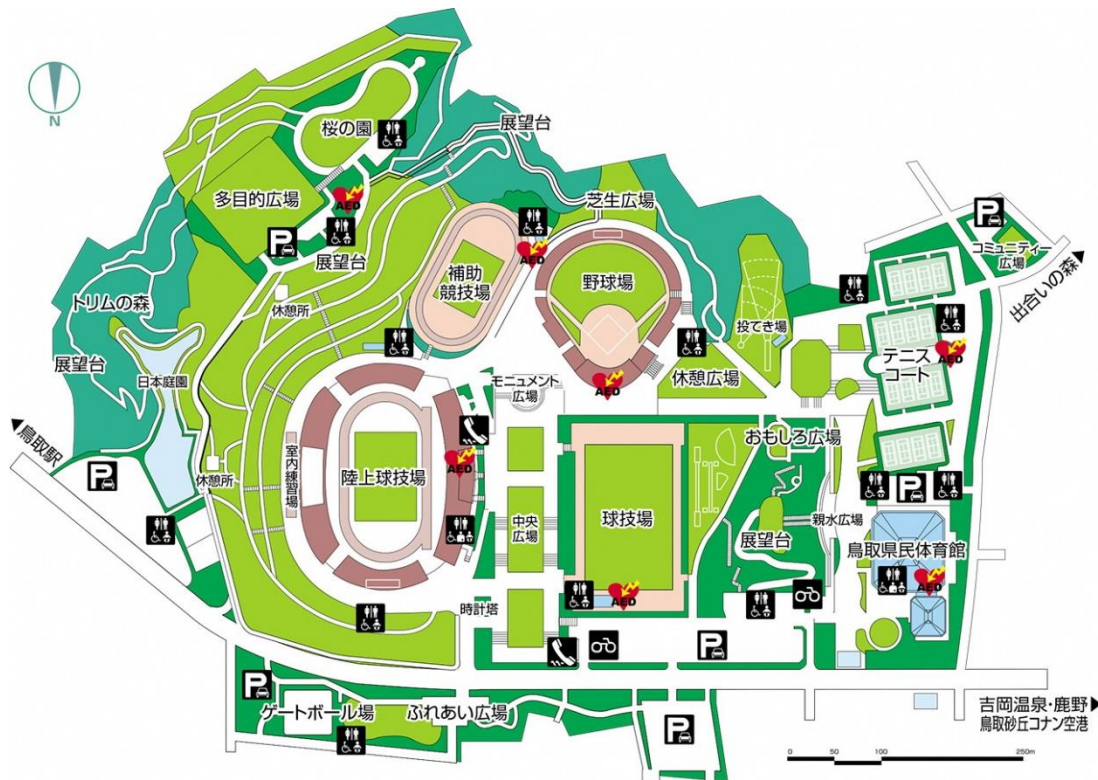 N
桜の園
展望台
多目的広場
AED
芝生広場
P
P
コミュニティー
広場
展望台
AED
補助
競技場
野球場
出合いの森
トリムの森
休憩所
投てき場
展望台
日本庭園
テニス
コート
AED
モニュメント
広場
AED
休憩広場
鳥取駅
おもしろ広場
AED
P
休憩所
室内練習場
陸上球技場
球技場
P
中央
広場
親水広場
展望台
鳥取県民体育館
AED
AED
時計塔
P
P
ゲートボール場
ふれあい広場
P
吉岡温泉・鹿野
鳥取砂丘コナン空港
0 50 100 250m